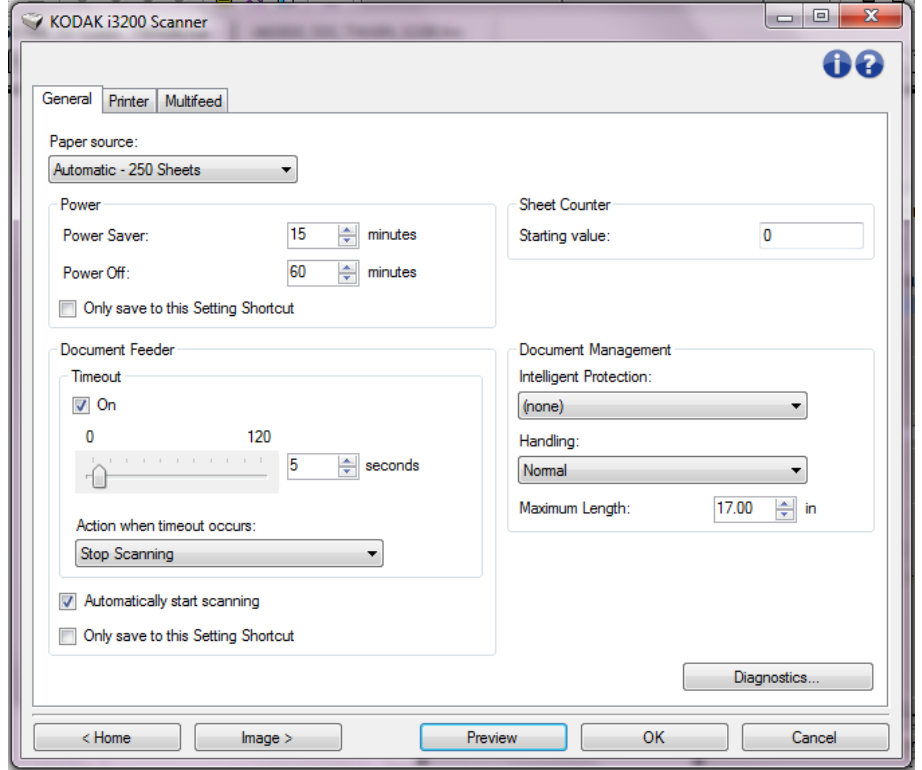 KODAK i3200 Scanner
General Printer Multifeed
Paper source:
Automatic - 250 Sheets
Power
Power Saver: 15 minutes
Power Off: 60 minutes
Only save to this Setting Shortcut
Sheet Counter
Starting value: 0
Document Feeder
Timeout
On
0 120
5 seconds
Action when timeout occurs:
Stop Scanning
Automatically start scanning
Only save to this Setting Shortcut
Document Management
Intelligent Protection:
(none)
Handling:
Normal
Maximum Length: 17.00 in
Diagnostics...
< Home Image > Preview OK Cancel